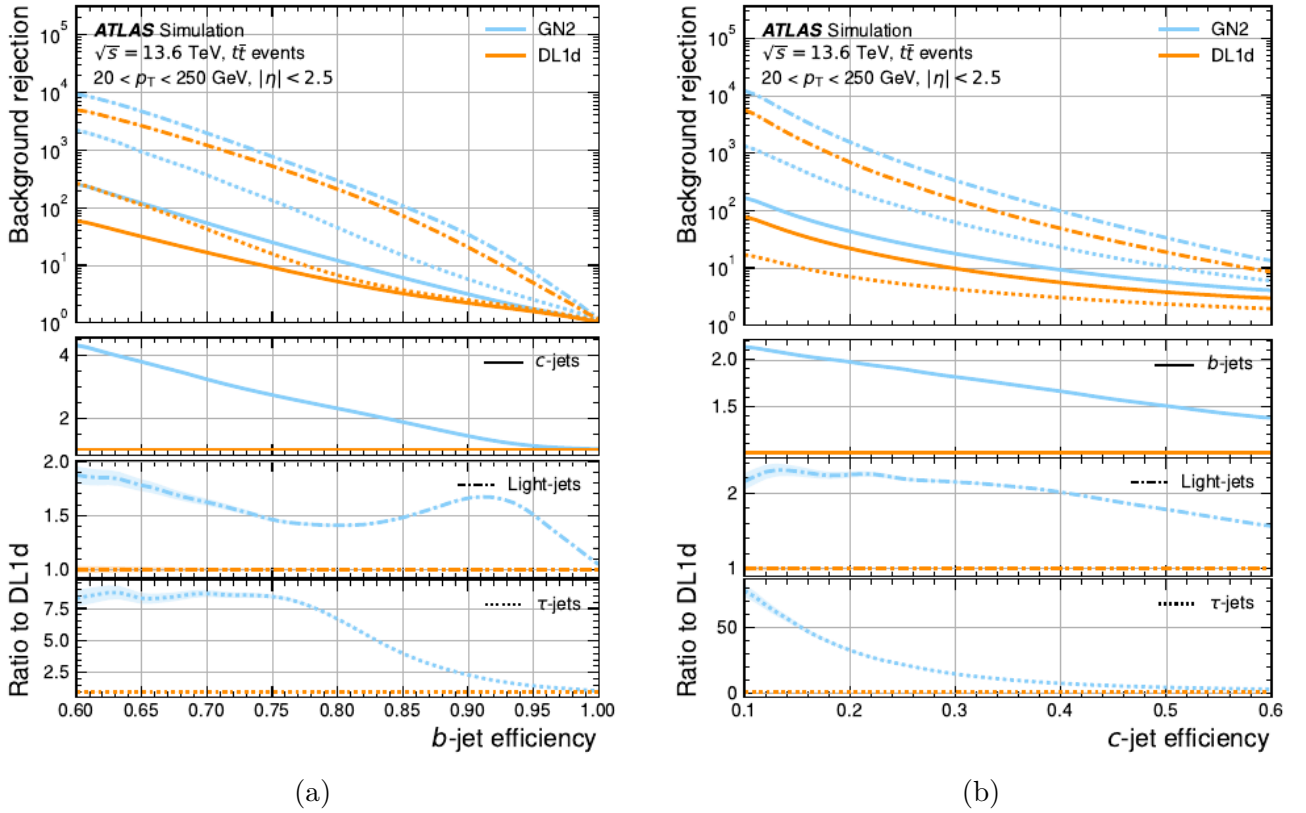 ATLAS Simulation
√s = 13.6 TeV, tt̄ events
20 < pT < 250 GeV, |η| < 2.5
GN2
DL1d
Background rejection
10^5
10^4
10^3
10^2
10^1
10^0
c-jets
4
2
Light-jets
2.0
1.5
1.0
τ-jets
7.5
5.0
2.5
Ratio to DL1d
0.60 0.65 0.70 0.75 0.80 0.85 0.90 0.95 1.00
b-jet efficiency
(a)
ATLAS Simulation
√s = 13.6 TeV, tt̄ events
20 < pT < 250 GeV, |η| < 2.5
GN2
DL1d
Background rejection
10^5
10^4
10^3
10^2
10^1
10^0
b-jets
2.0
1.5
Light-jets
2
1
τ-jets
50
0
Ratio to DL1d
0.1 0.2 0.3 0.4 0.5 0.6
c-jet efficiency
(b)